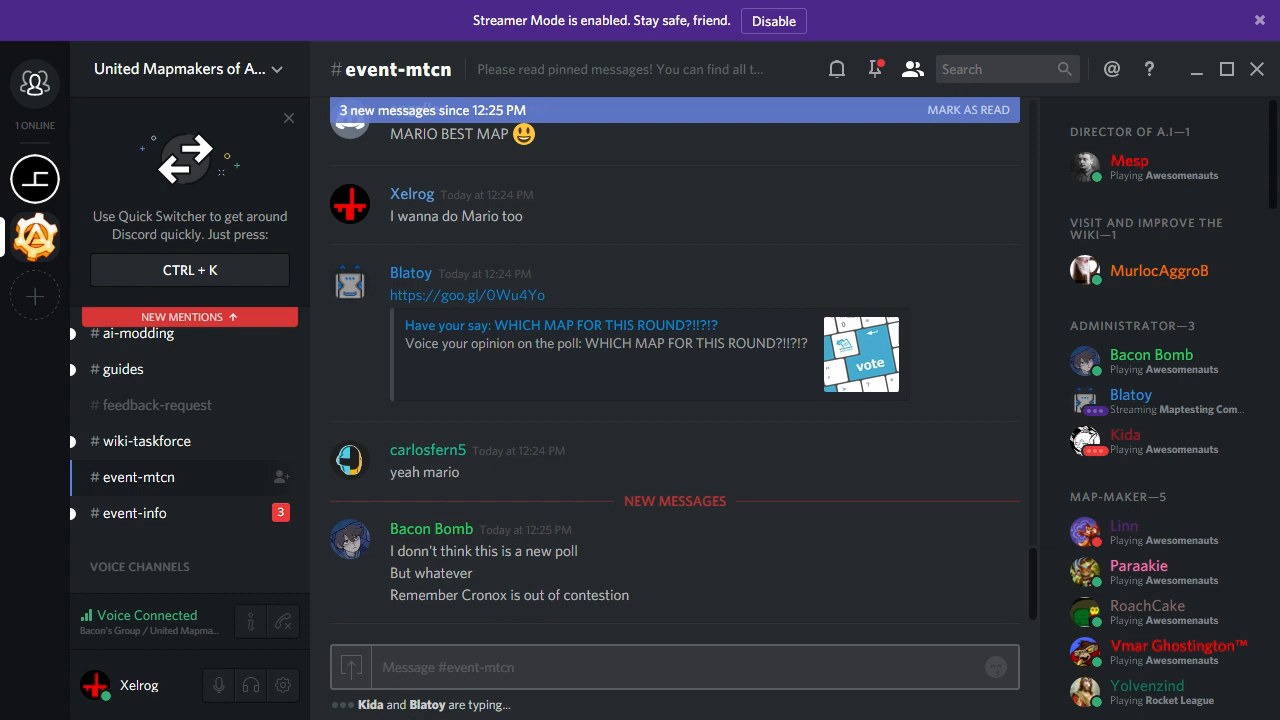 Streamer Mode is enabled. Stay safe, friend. Disable
1 ONLINE
United Mapmakers of A...
Use Quick Switcher to get around
Discord quickly. Just press:
CTRL + K
NEW MENTIONS
# ai-modding
# guides
# feedback-request
# wiki-taskforce
# event-mtcn
# event-info 3
VOICE CHANNELS
Voice Connected
Bacon's Group / United Mapma...
Xelrog
# event-mtcn Please read pinned messages! You can find all t...
Search
3 new messages since 12:25 PM MARK AS READ
MARIO BEST MAP 😃
Xelrog Today at 12:24 PM
I wanna do Mario too
Blatoy Today at 12:24 PM
https://goo.gl/0Wu4Yo
Have your say: WHICH MAP FOR THIS ROUND?!!?!?
Voice your opinion on the poll: WHICH MAP FOR THIS ROUND?!!?!?
vote
carlosfern5 Today at 12:24 PM
yeah mario
NEW MESSAGES
Bacon Bomb Today at 12:25 PM
I donn't think this is a new poll
But whatever
Remember Cronox is out of contestion
Message #event-mtcn
Kida and Blatoy are typing...
DIRECTOR OF A.I—1
Mesp
Playing Awesomenauts
VISIT AND IMPROVE THE
WIKI—1
MurlocAggroB
ADMINISTRATOR—3
Bacon Bomb
Playing Awesomenauts
Blatoy
Streaming Maptesting Com...
Kida
Playing Awesomenauts
MAP-MAKER—5
Linn
Playing Awesomenauts
Paraakie
Playing Awesomenauts
RoachCake
Playing Awesomenauts
Vmar Ghostington™
Playing Awesomenauts
Yolvenzind
Playing Rocket League